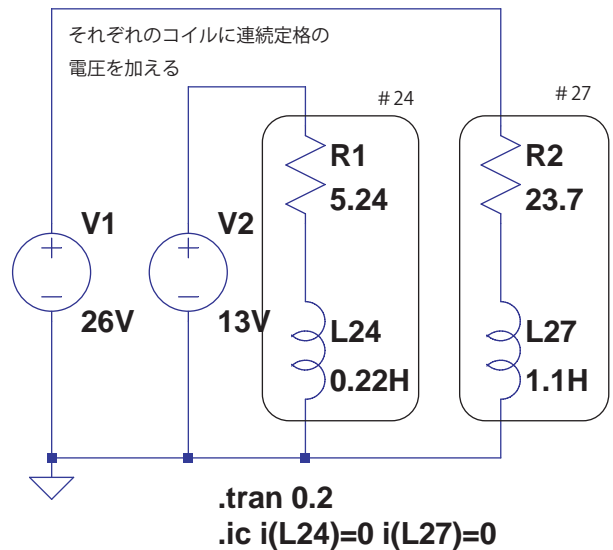 それぞれのコイルに連続定格の
電圧を加える
＃24
＃27
R1
5.24
R2
23.7
V1
26V
V2
13V
L24
0.22H
L27
1.1H
.tran 0.2
.ic i(L24)=0 i(L27)=0